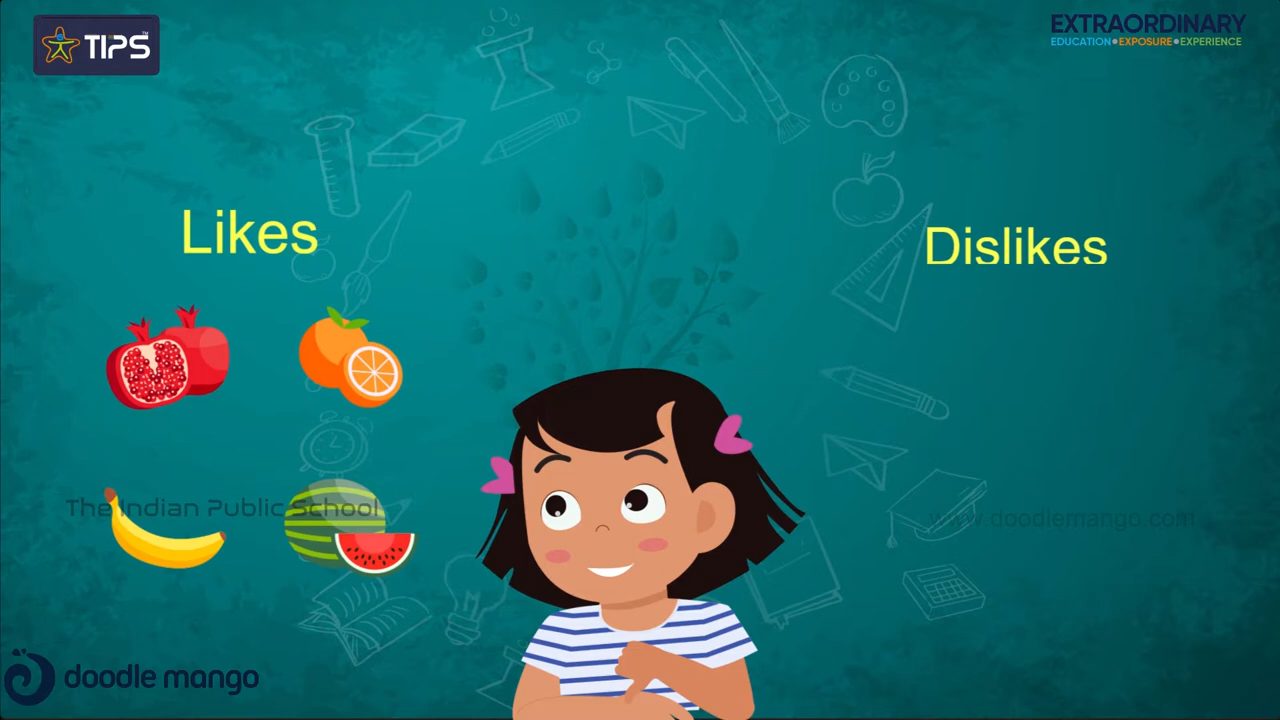 TIPS
EXTRAORDINARY
EDUCATION•EXPOSURE•EXPERIENCE
Likes
Dislikes
The Indian Public School
www.doodlemango.com
doodle mango